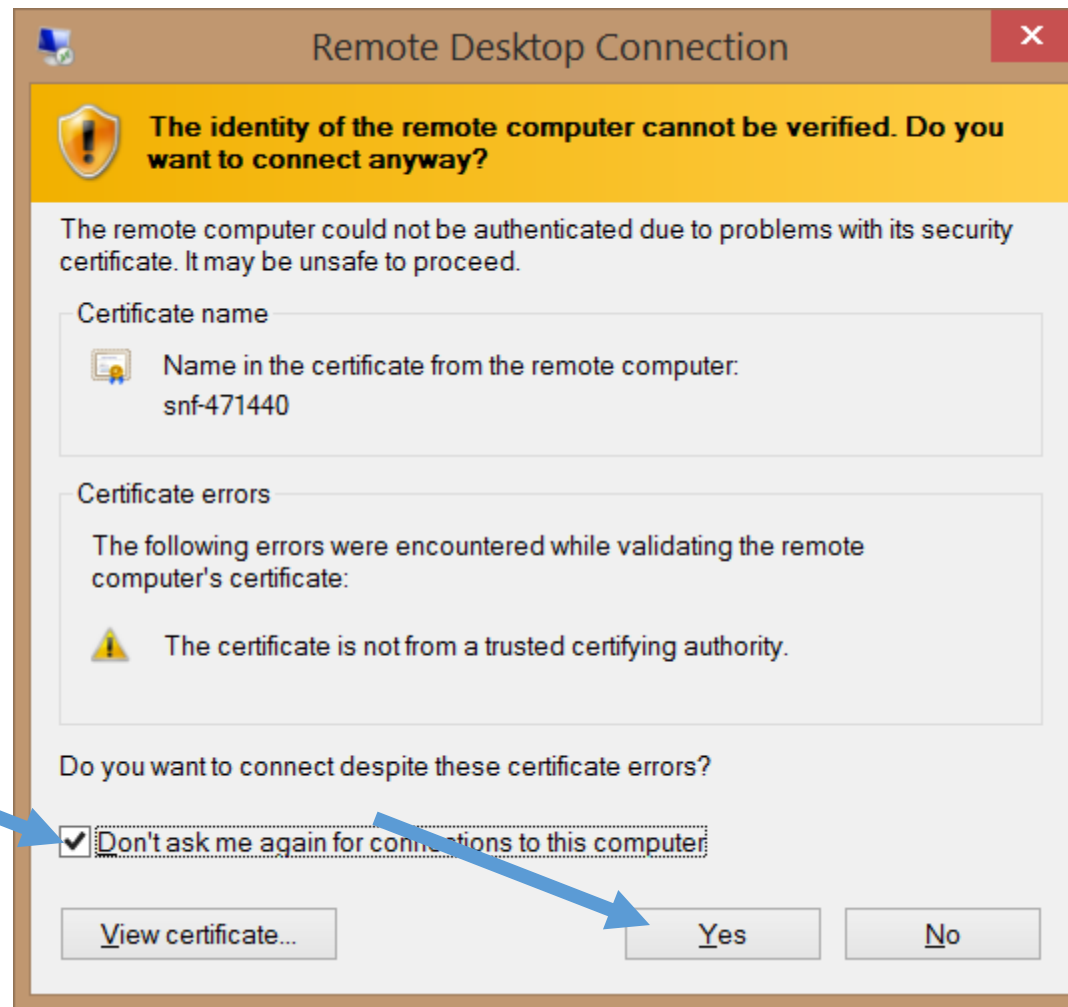 Remote Desktop Connection
The identity of the remote computer cannot be verified. Do you
want to connect anyway?
The remote computer could not be authenticated due to problems with its security
certificate. It may be unsafe to proceed.
Certificate name
Name in the certificate from the remote computer:
snf-471440
Certificate errors
The following errors were encountered while validating the remote
computer's certificate:
The certificate is not from a trusted certifying authority.
Do you want to connect despite these certificate errors?
Don't ask me again for connections to this computer
View certificate...
Yes
No